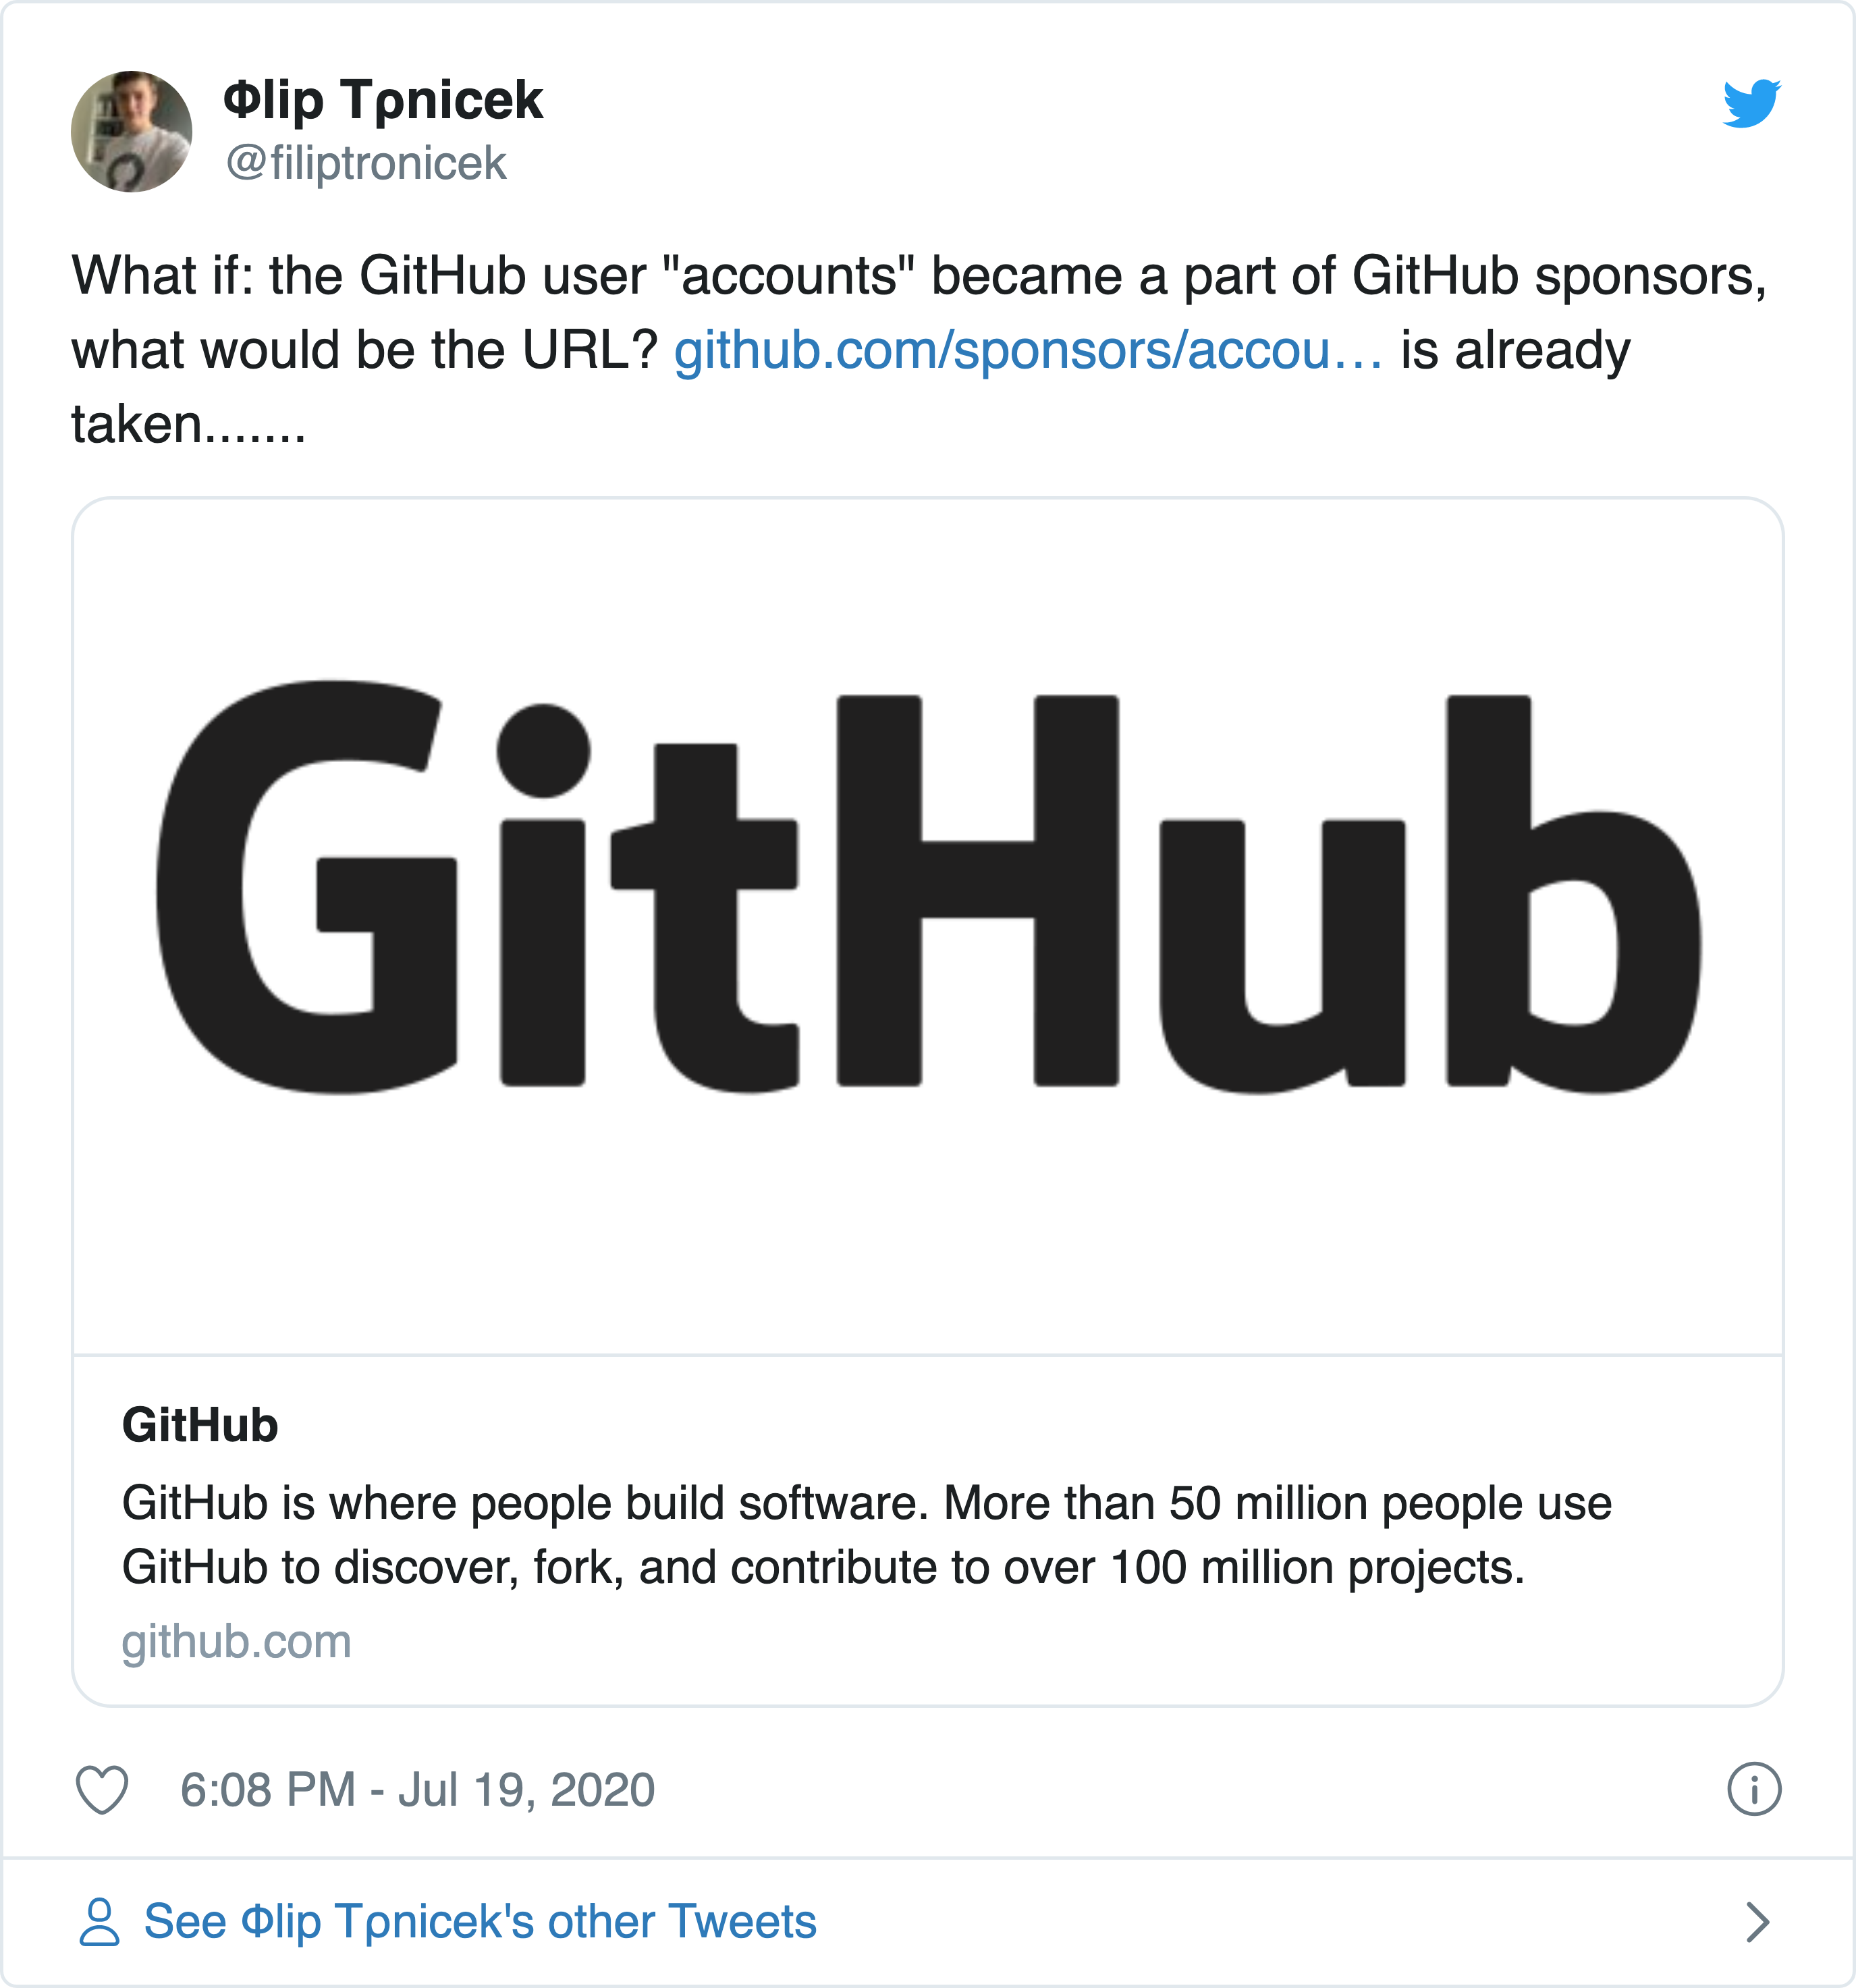 Φlip Tρnicek
@filiptronicek
What if: the GitHub user "accounts" became a part of GitHub sponsors,
what would be the URL? github.com/sponsors/accou… is already
taken.......
GitHub
GitHub
GitHub is where people build software. More than 50 million people use
GitHub to discover, fork, and contribute to over 100 million projects.
github.com
6:08 PM - Jul 19, 2020
See Φlip Tρnicek's other Tweets